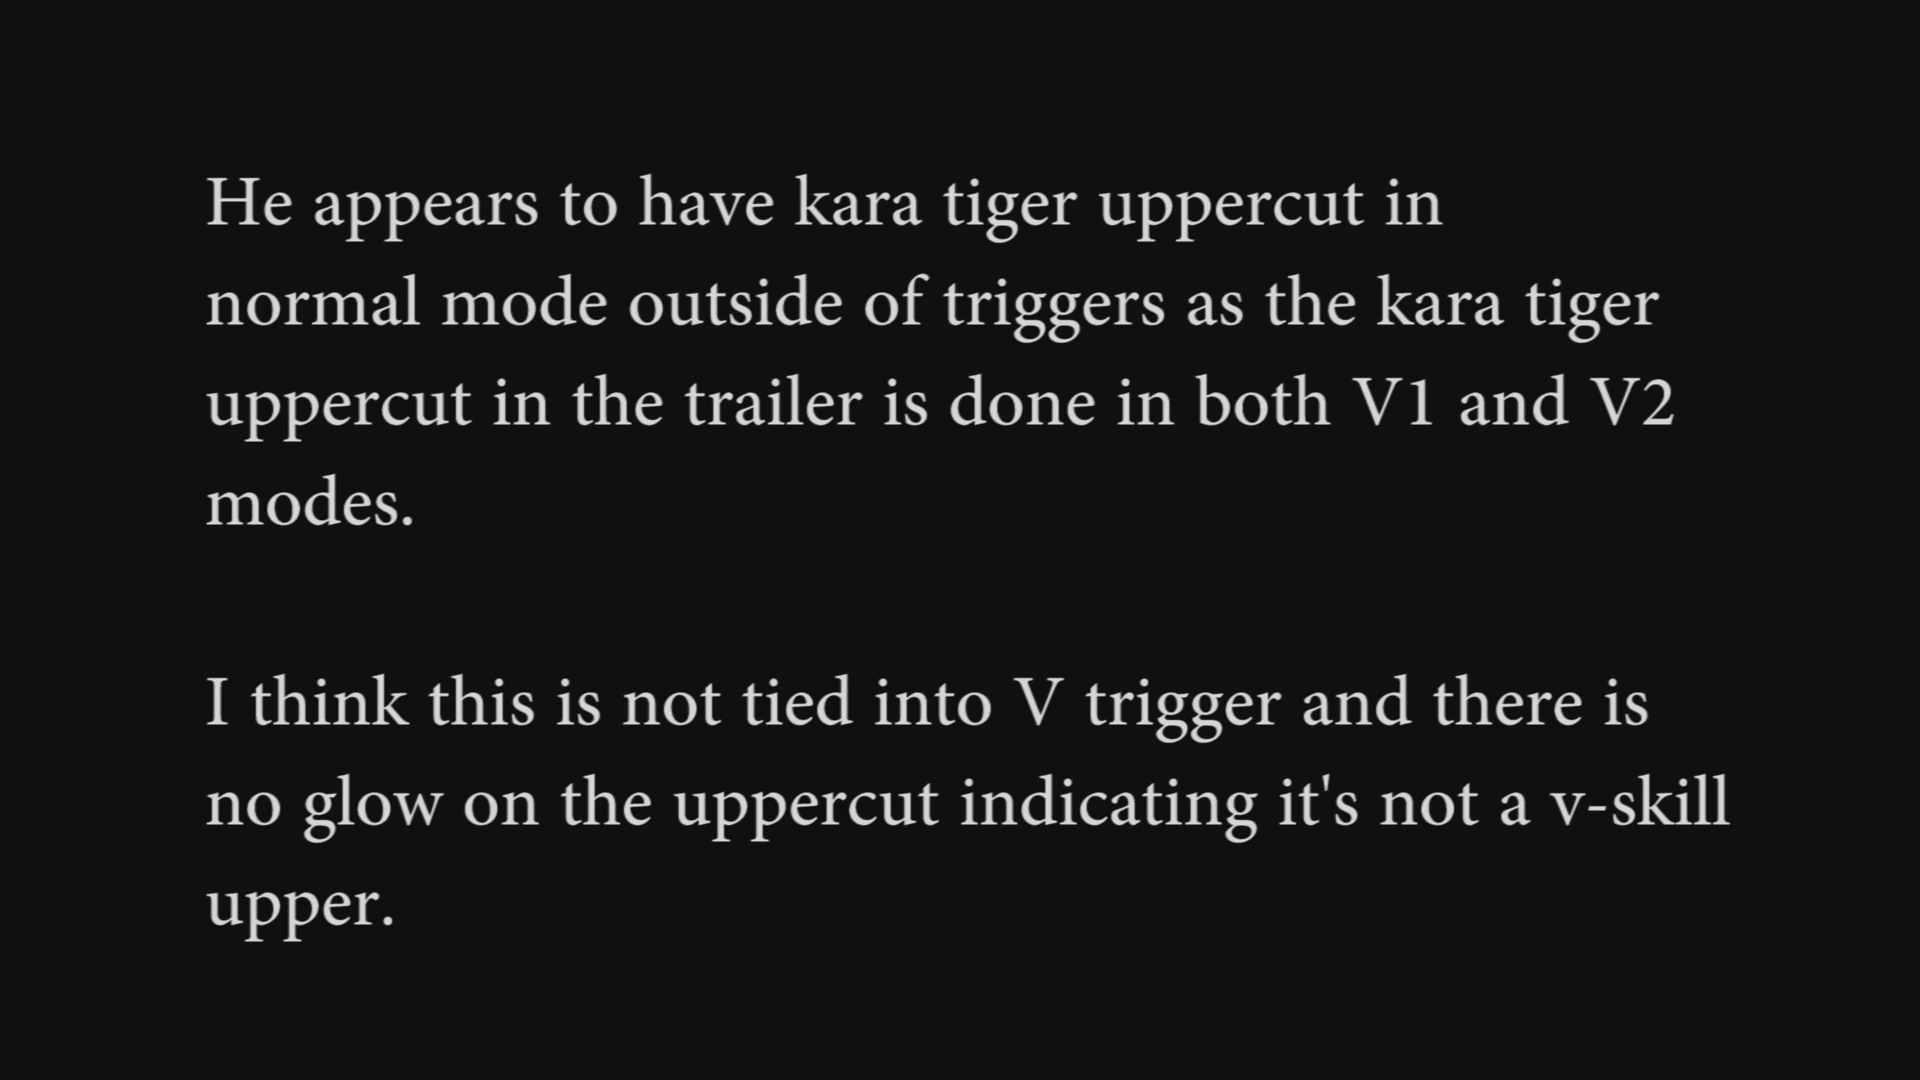 He appears to have kara tiger uppercut in
normal mode outside of triggers as the kara tiger
uppercut in the trailer is done in both V1 and V2
modes.
I think this is not tied into V trigger and there is
no glow on the uppercut indicating it's not a v-skill
upper.